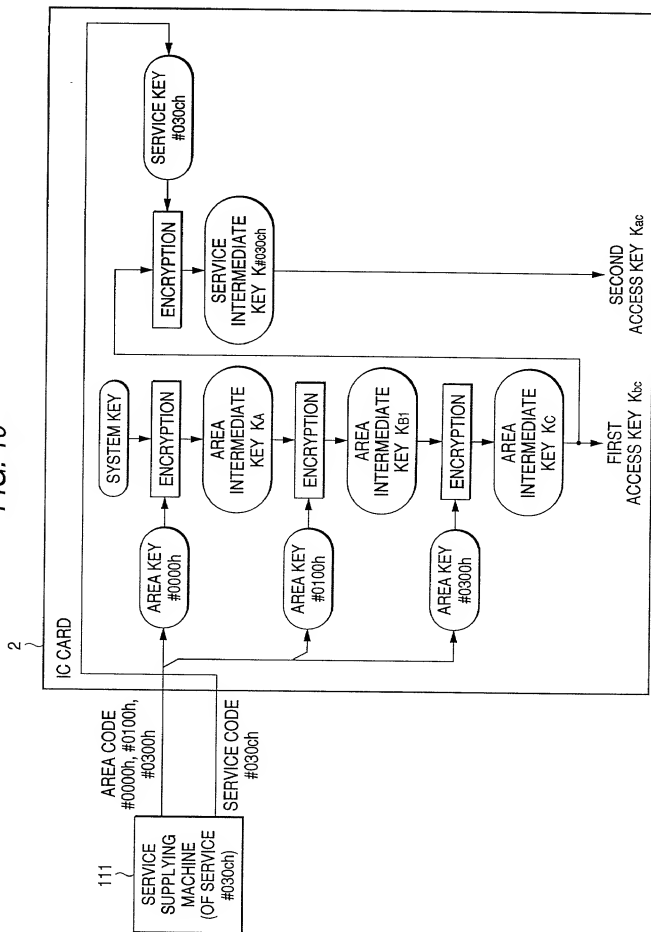 FIG.
2
IC CARD
111
SERVICE
SUPPLYING
MACHINE
(OF SERVICE
#030ch)
AREA CODE
#0000h, #0100h,
#0300h
SERVICE CODE
#030ch
AREA KEY
#0000h
AREA KEY
#0100h
AREA KEY
#0300h
SYSTEM KEY
ENCRYPTION
AREA
INTERMEDIATE
KEY KA
ENCRYPTION
AREA
INTERMEDIATE
KEY KB1
ENCRYPTION
AREA
INTERMEDIATE
KEY KC
FIRST
ACCESS KEY Kbc
SERVICE KEY
#030ch
ENCRYPTION
SERVICE
INTERMEDIATE
KEY K#030ch
SECOND
ACCESS KEY Kac